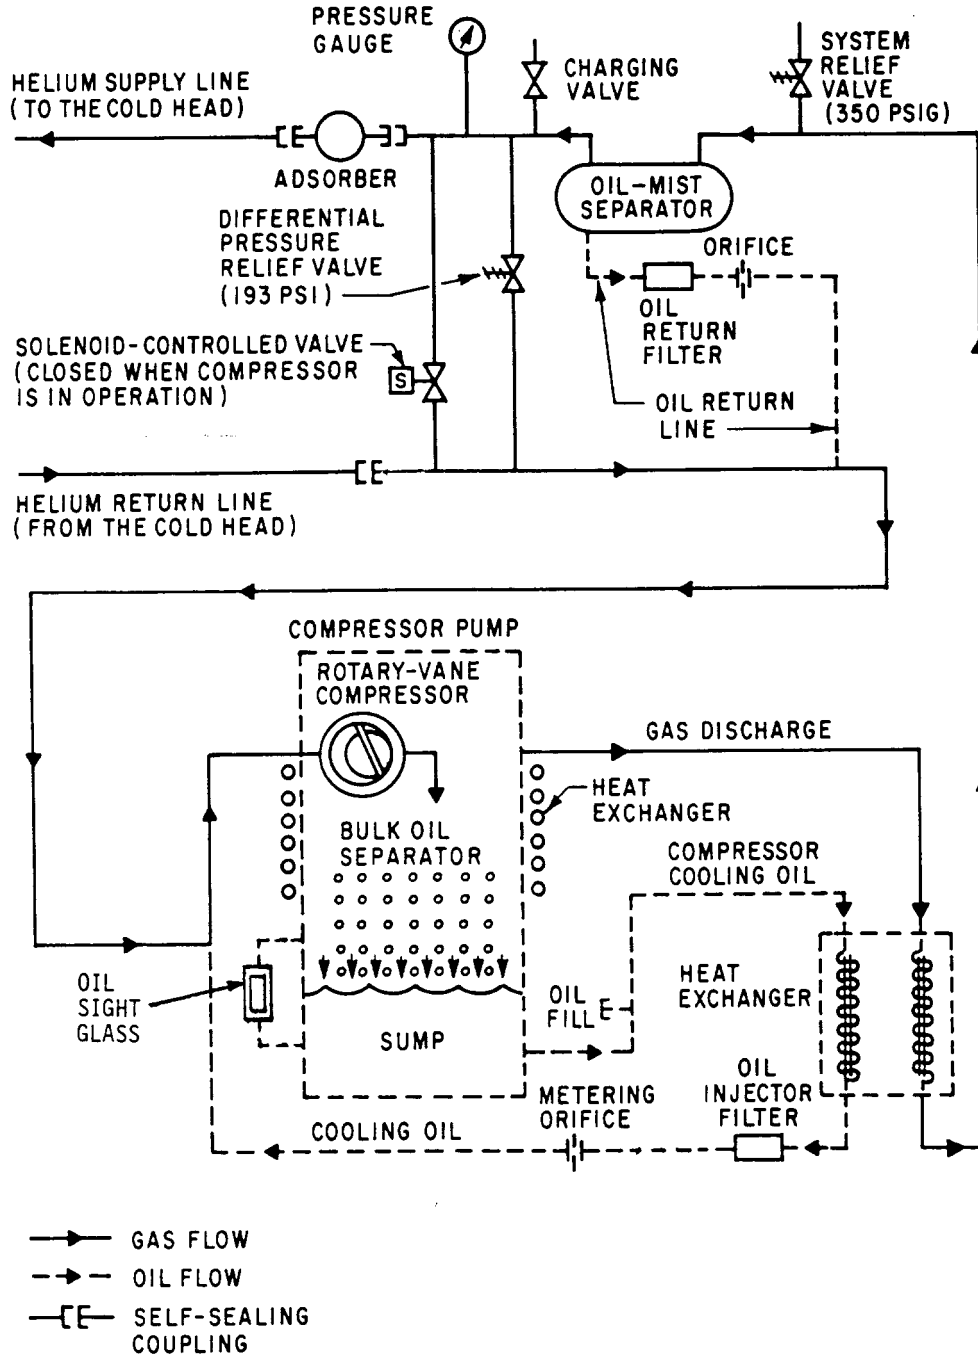 PRESSURE
GAUGE
HELIUM SUPPLY LINE
(TO THE COLD HEAD)
CHARGING
VALVE
SYSTEM
RELIEF
VALVE
(350 PSIG)
ADSORBER
OIL-MIST
SEPARATOR
DIFFERENTIAL
PRESSURE
RELIEF VALVE
(193 PSI)
ORIFICE
OIL
RETURN
FILTER
SOLENOID-CONTROLLED VALVE
(CLOSED WHEN COMPRESSOR
IS IN OPERATION)
S
OIL RETURN
LINE
HELIUM RETURN LINE
(FROM THE COLD HEAD)
COMPRESSOR PUMP
ROTARY-VANE
COMPRESSOR
GAS DISCHARGE
HEAT
EXCHANGER
BULK OIL
SEPARATOR
COMPRESSOR
COOLING OIL
OIL
SIGHT
GLASS
HEAT
EXCHANGER
OIL
FILL
SUMP
OIL
INJECTOR
FILTER
METERING
ORIFICE
COOLING OIL
GAS FLOW
OIL FLOW
SELF-SEALING
COUPLING